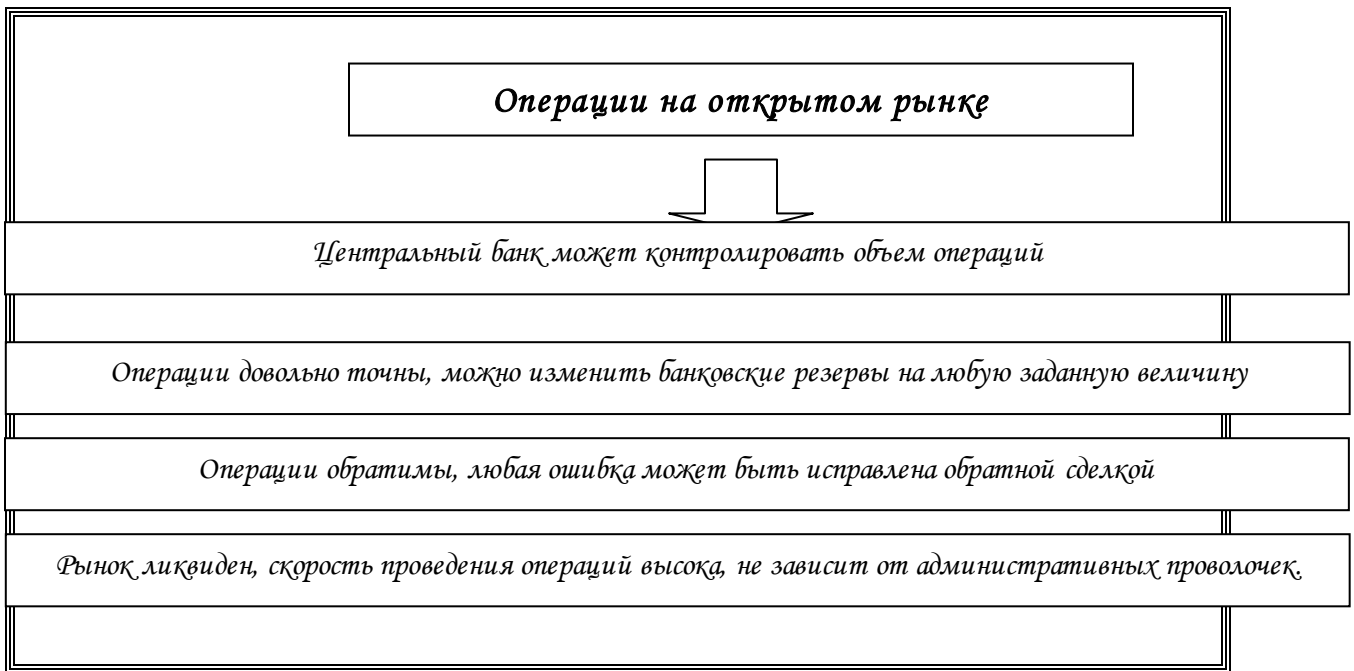 Операции на открытом рынке
Центральный банк может контролировать объем операций
Операции довольно точны, можно изменить банковские резервы на любую заданную величину
Операции обратимы, любая ошибка может быть исправлена обратной сделкой
Рынок ликвиден, скорость проведения операций высока, не зависит от административных проволочек.